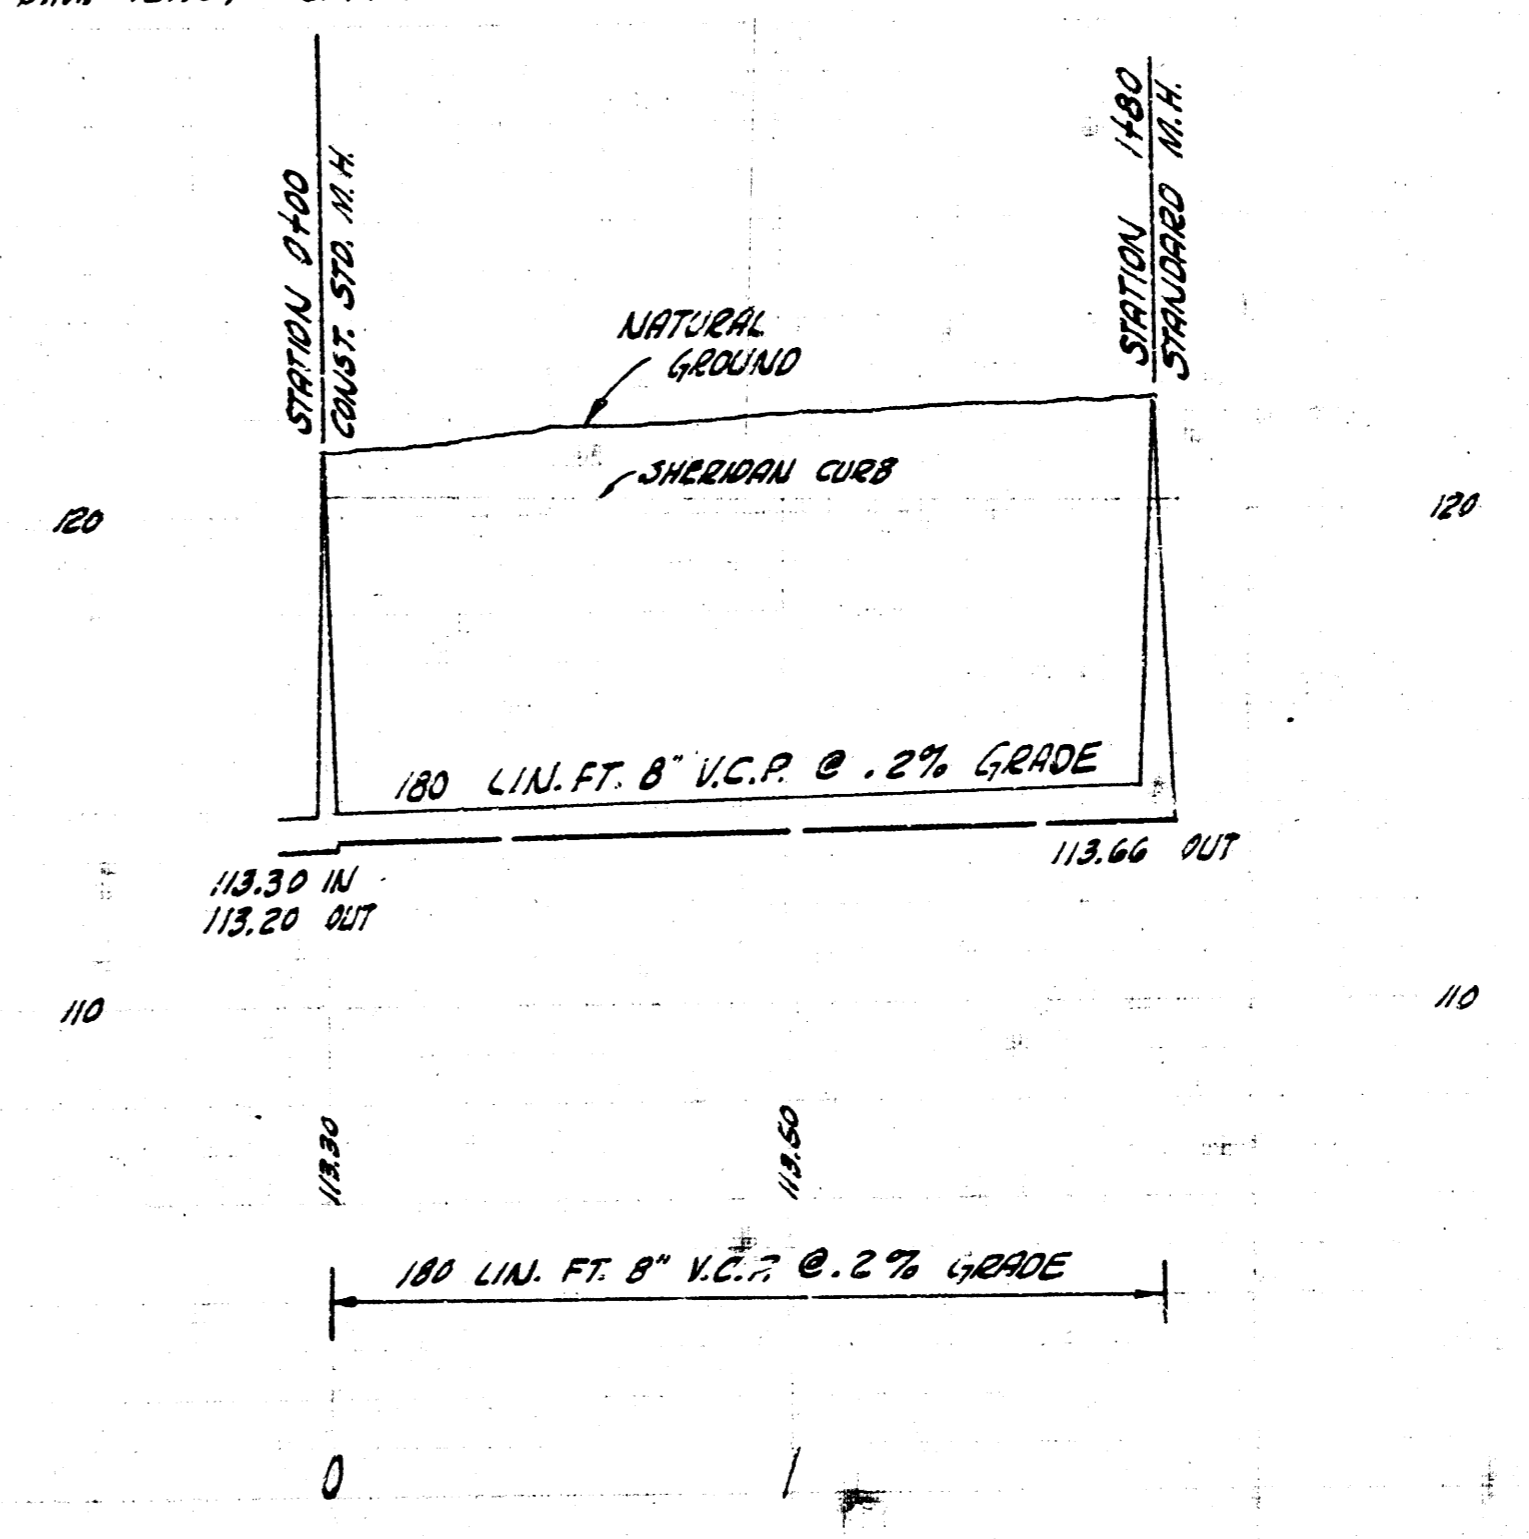 STATION 0+00
CONST. STD. M.H.
STATION 1+80
STANDARD M.H.
NATURAL
GROUND
SHERIDAN CURB
120
120
180 LIN. FT. 8" V.C.P. @ .2% GRADE
113.66 OUT
113.30 IN
113.20 OUT
110
110
113.30
113.50
180 LIN. FT. 8" V.C.P. @ .2% GRADE
0
1